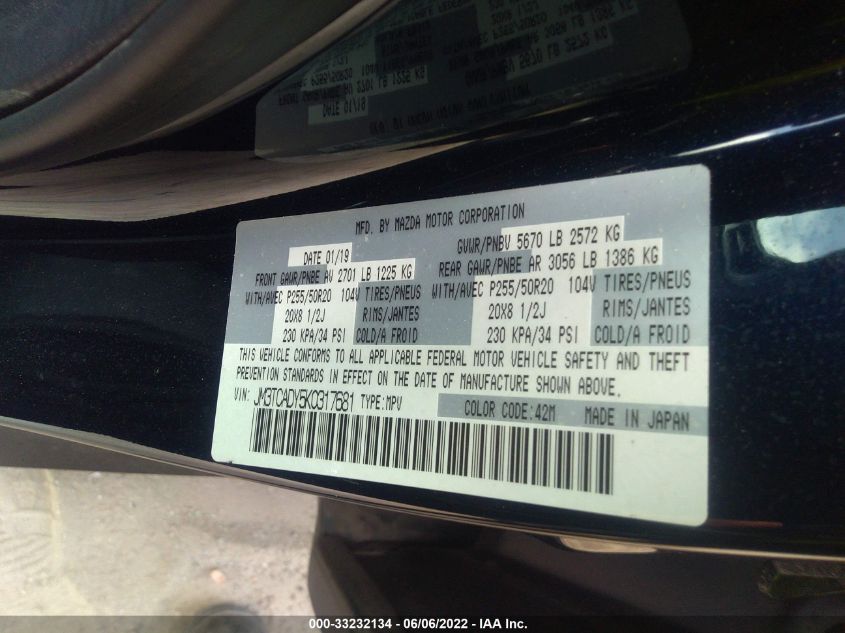 MFD. BY MAZDA MOTOR CORPORATION
DATE 01/19 GVWR/PNBV 5670 LB 2572 KG
FRONT GAWR/PNBE AV 2701 LB 1225 KG REAR GAWR/PNBE AR 3056 LB 1386 KG
WITH/AVEC P255/50R20 104V TIRES/PNEUS WITH/AVEC P255/50R20 104V TIRES/PNEUS
20X8 1/2J RIMS/JANTES 20X8 1/2J RIMS/JANTES
230 KPA/34 PSI COLD/A FROID 230 KPA/34 PSI COLD/A FROID
THIS VEHICLE CONFORMS TO ALL APPLICABLE FEDERAL MOTOR VEHICLE SAFETY AND THEFT
PREVENTION STANDARDS IN EFFECT ON THE DATE OF MANUFACTURE SHOWN ABOVE.
VIN: JM3TCADY5K0317681 TYPE:MPV COLOR CODE:42M MADE IN JAPAN
000-33232134 - 06/06/2022 - IAA Inc.